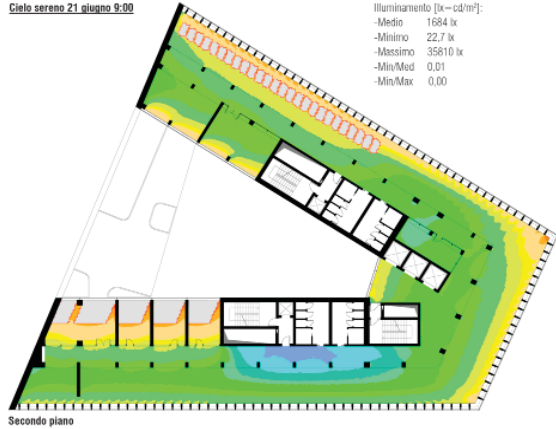 Cielo sereno 21 giugno 9:00
Illuminamento [lx=cd/m²]:
-Medio 1684 lx
-Minimo 22,7 lx
-Massimo 35810 lx
-Min/Med 0,01
-Min/Max 0,00
Secondo piano